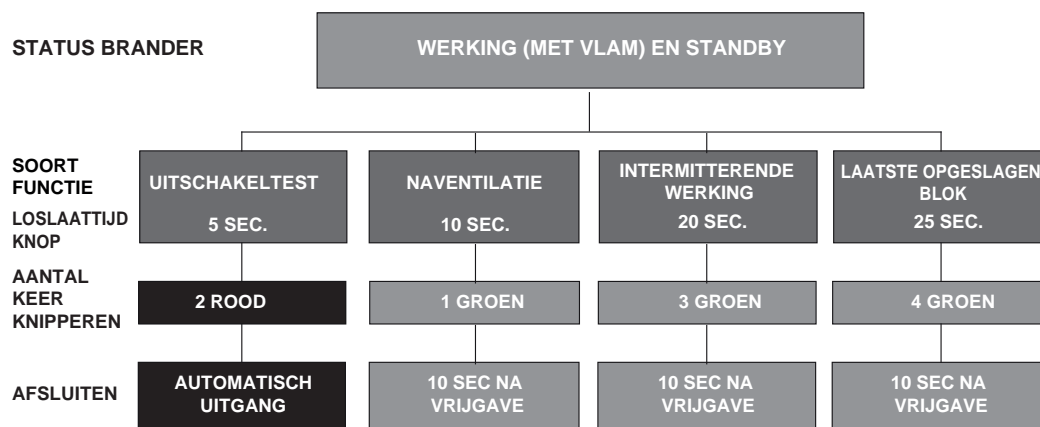 STATUS BRANDER
WERKING (MET VLAM) EN STANDBY
SOORT
FUNCTIE
LOSLAATTIJD
KNOP
UITSCHAKELTEST
5 SEC.
NAVENTILATIE
10 SEC.
INTERMITTERENDE
WERKING
20 SEC.
LAATSTE OPGESLAGEN
BLOK
25 SEC.
AANTAL
KEER
KNIPPEREN
2 ROOD
1 GROEN
3 GROEN
4 GROEN
AFSLUITEN
AUTOMATISCH
UITGANG
10 SEC NA
VRIJGAVE
10 SEC NA
VRIJGAVE
10 SEC NA
VRIJGAVE